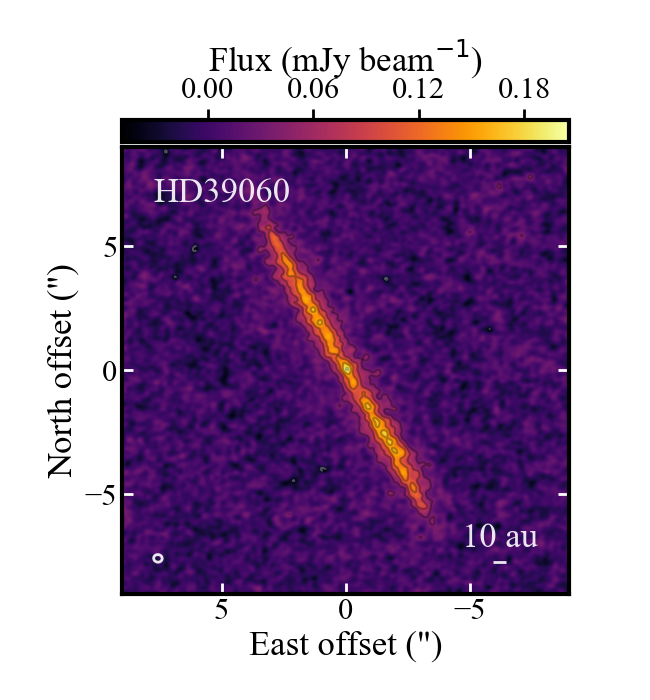 Flux (mJy beam⁻¹)
0.00 0.06 0.12 0.18
HD39060
5
0
−5
North offset (")
10 au
5 0 −5
East offset (")